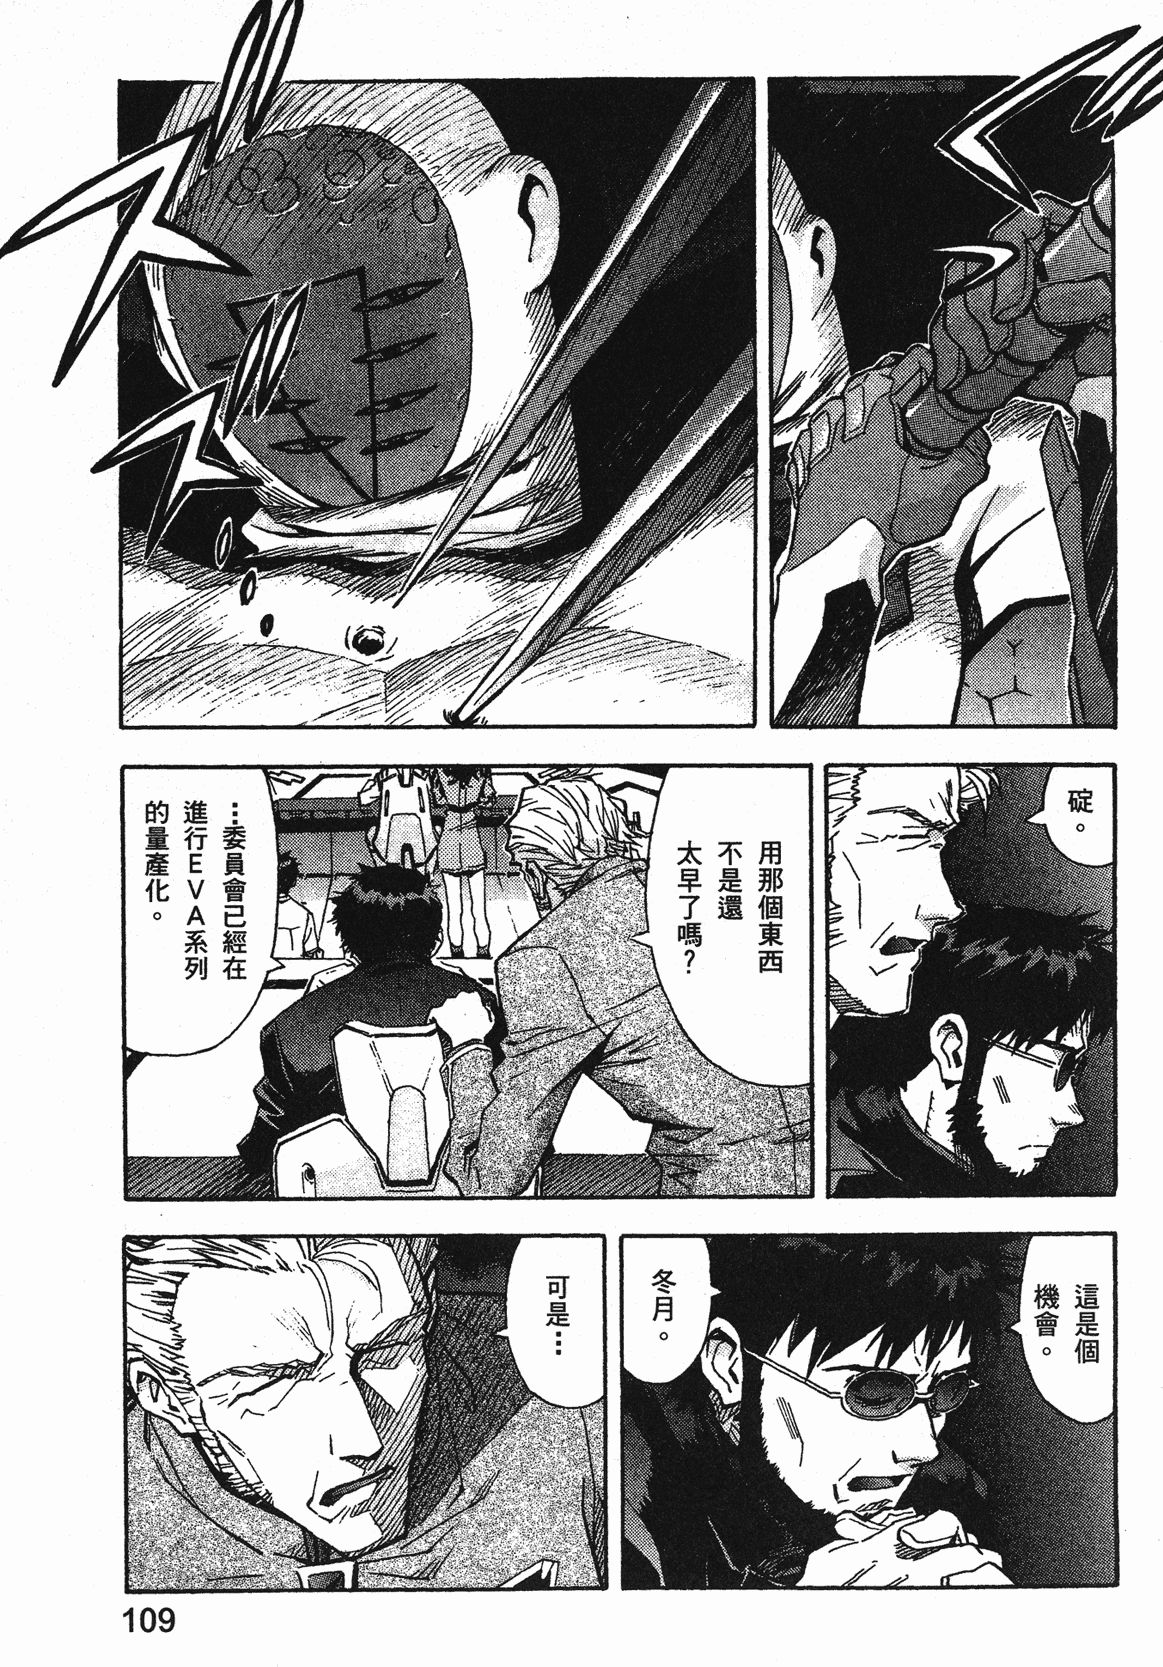 碇。
用那個東西
不是還
太早了嗎？
…委員會已經在
進行EVA系列
的量產化。
這是個
機會。
冬月。
可是…
109